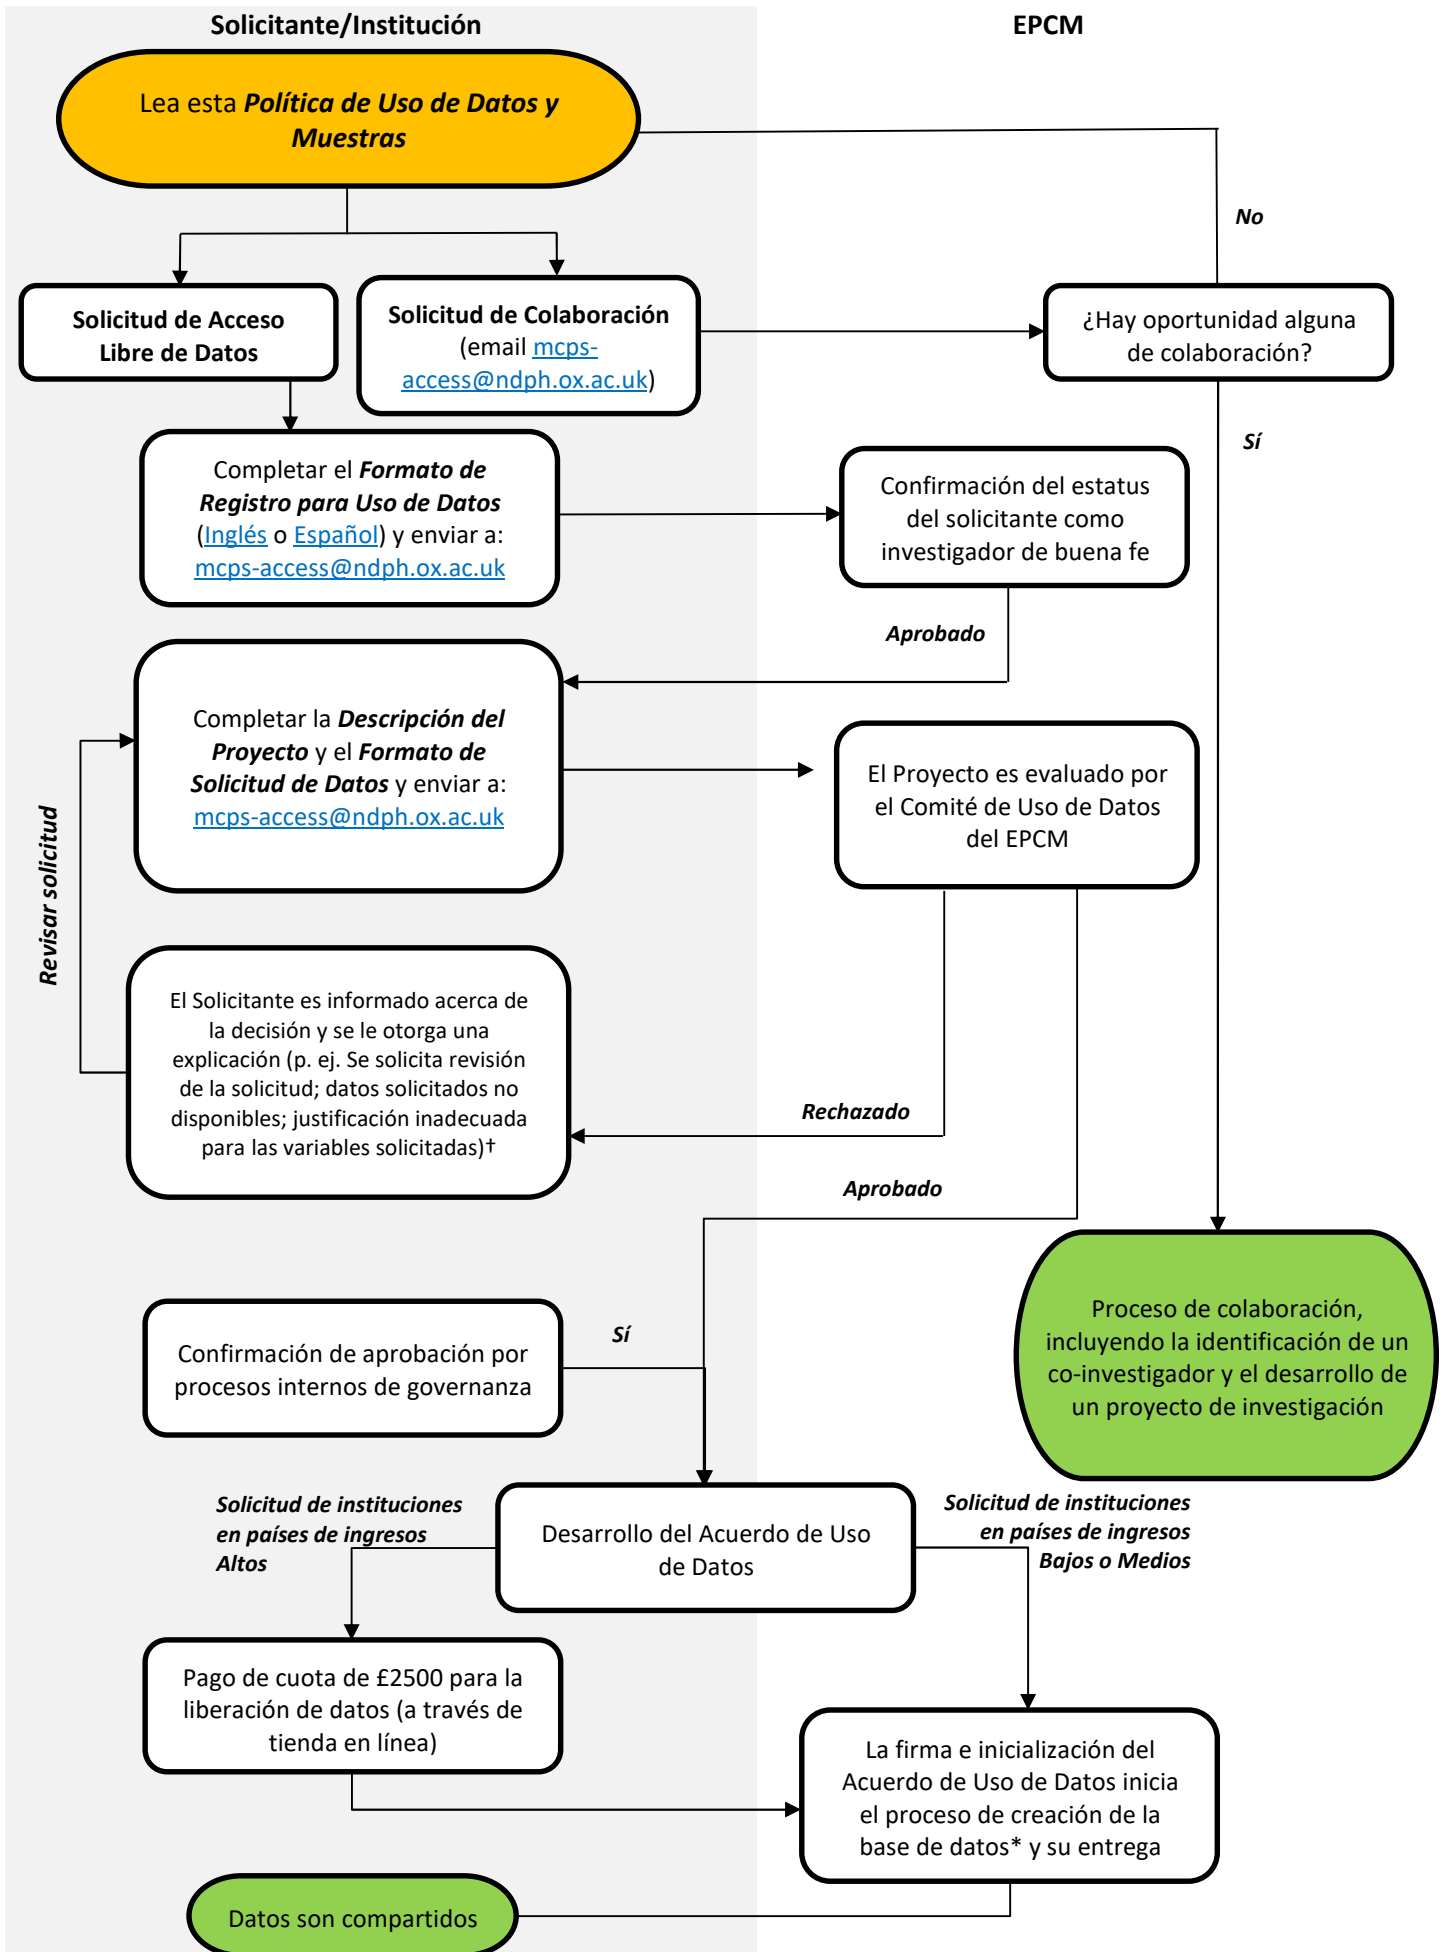 Solicitante/Institución
EPCM
Lea esta Política de Uso de Datos y
Muestras
No
Solicitud de Acceso
Libre de Datos
Solicitud de Colaboración
(email mcps-
access@ndph.ox.ac.uk)
¿Hay oportunidad alguna
de colaboración?
Sí
Completar el Formato de
Registro para Uso de Datos
(Inglés o Español) y enviar a:
mcps-access@ndph.ox.ac.uk
Confirmación del estatus
del solicitante como
investigador de buena fe
Aprobado
Completar la Descripción del
Proyecto y el Formato de
Solicitud de Datos y enviar a:
mcps-access@ndph.ox.ac.uk
El Proyecto es evaluado por
el Comité de Uso de Datos
del EPCM
Revisar solicitud
El Solicitante es informado acerca de
la decisión y se le otorga una
explicación (p. ej. Se solicita revisión
de la solicitud; datos solicitados no
disponibles; justificación inadecuada
para las variables solicitadas)†
Rechazado
Aprobado
Proceso de colaboración,
incluyendo la identificación de un
co-investigador y el desarrollo de
un proyecto de investigación
Confirmación de aprobación por
procesos internos de governanza
Sí
Solicitud de instituciones
en países de ingresos
Altos
Desarrollo del Acuerdo de Uso
de Datos
Solicitud de instituciones
en países de ingresos
Bajos o Medios
Pago de cuota de £2500 para la
liberación de datos (a través de
tienda en línea)
La firma e inicialización del
Acuerdo de Uso de Datos inicia
el proceso de creación de la
base de datos* y su entrega
Datos son compartidos